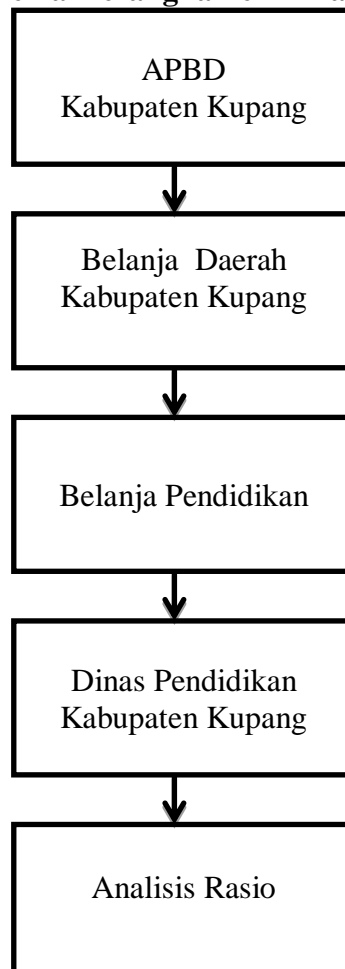 APBD
Kabupaten Kupang
Belanja Daerah
Kabupaten Kupang
Belanja Pendidikan
Dinas Pendidikan
Kabupaten Kupang
Analisis Rasio